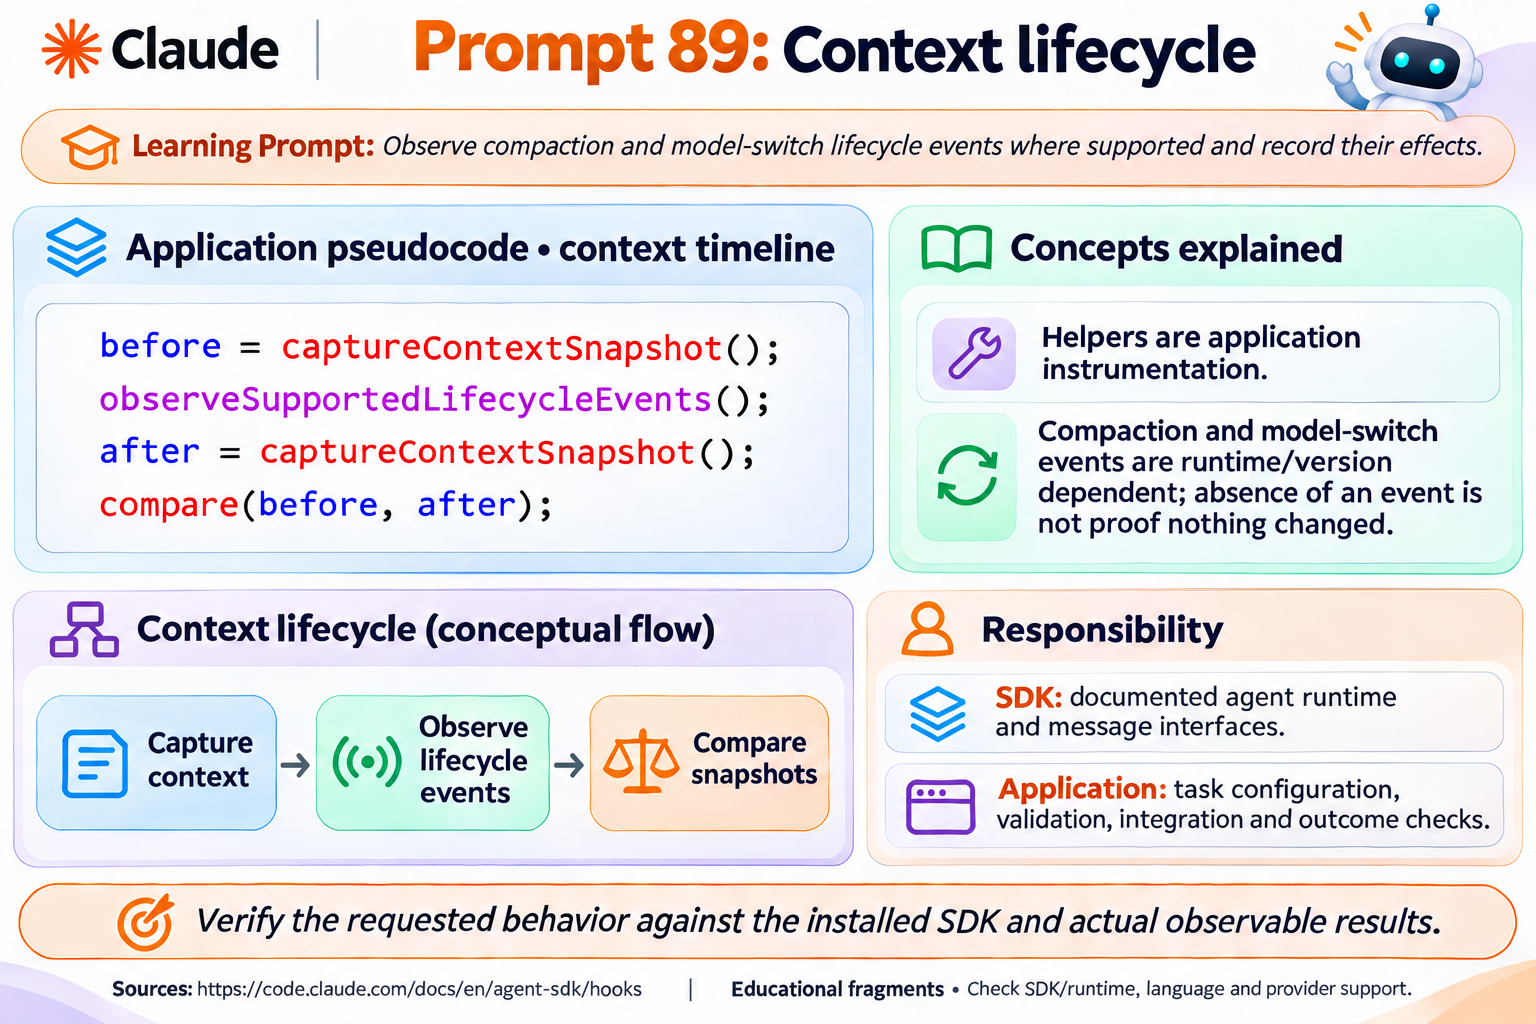 Claude
Prompt 89: Context lifecycle
Learning Prompt: Observe compaction and model-switch lifecycle events where supported and record their effects.
Application pseudocode • context timeline
before = captureContextSnapshot();
observeSupportedLifecycleEvents();
after = captureContextSnapshot();
compare(before, after);
Concepts explained
Helpers are application
instrumentation.
Compaction and model-switch
events are runtime/version
dependent; absence of an event is
not proof nothing changed.
Context lifecycle (conceptual flow)
Capture
context
Observe
lifecycle
events
Compare
snapshots
Responsibility
SDK: documented agent runtime
and message interfaces.
Application: task configuration,
validation, integration and outcome checks.
Verify the requested behavior against the installed SDK and actual observable results.
Sources: https://code.claude.com/docs/en/agent-sdk/hooks | Educational fragments • Check SDK/runtime, language and provider support.